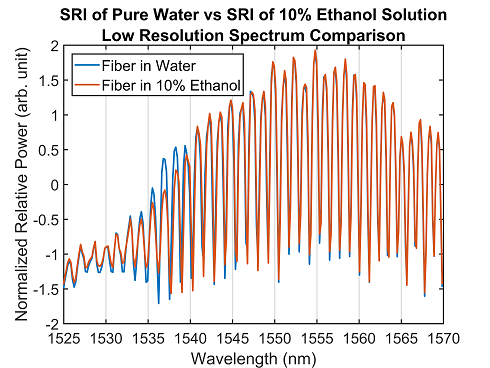 SRI of Pure Water vs SRI of 10% Ethanol Solution
Low Resolution Spectrum Comparison
Fiber in Water
Fiber in 10% Ethanol
Normalized Relative Power (arb. unit)
2
1.5
1
0.5
0
-0.5
-1
-1.5
-2
1525 1530 1535 1540 1545 1550 1555 1560 1565 1570
Wavelength (nm)